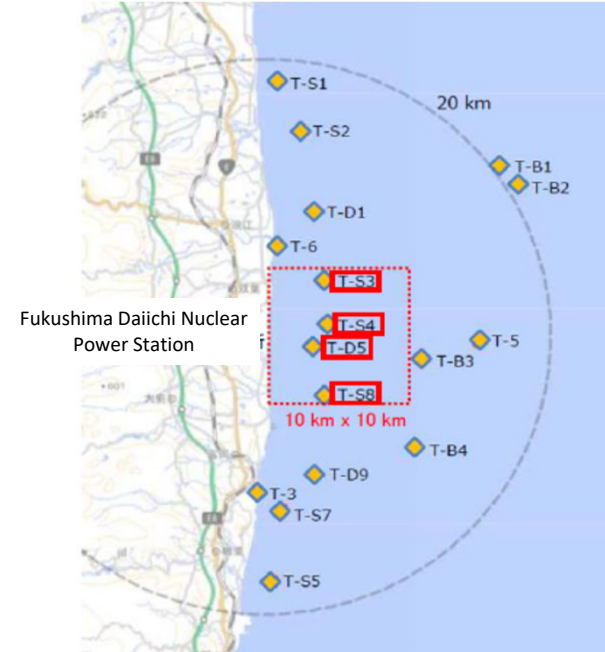 T-S1
20 km
T-S2
T-B1
T-B2
T-D1
T-6
6
T-S3
Fukushima Daiichi Nuclear
Power Station
T-S4
T-D5
T-5
T-B3
T-S8
10 km x 10 km
T-B4
T-D9
T-3
T-S7
T-S5